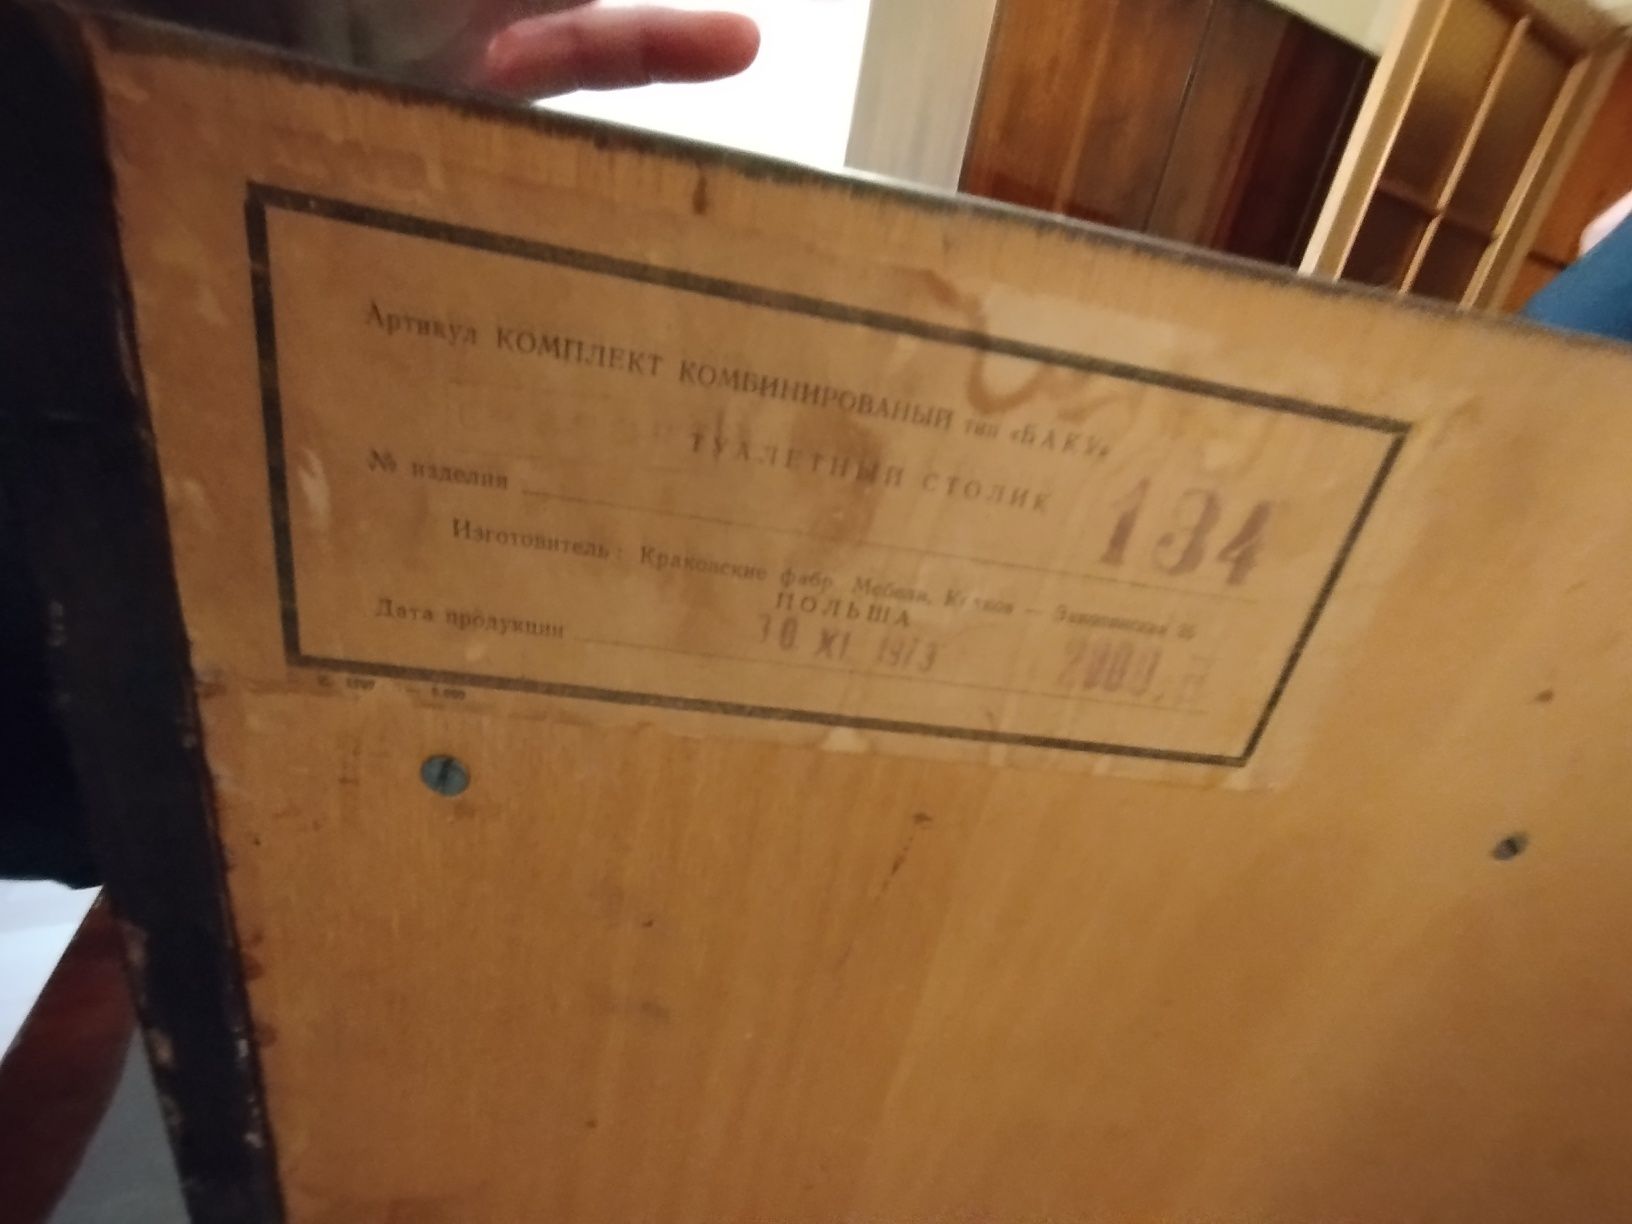 Артикул КОМПЛЕКТ КОМБИНИРОВАНЫЙ тип «БАКУ»
ТУАЛЕТНЫЙ СТОЛИК
№ изделия 134
Изготовитель: Краковские фабр. Мебели, Краков —
ПОЛЬША
Дата продукции 30 XI 1973